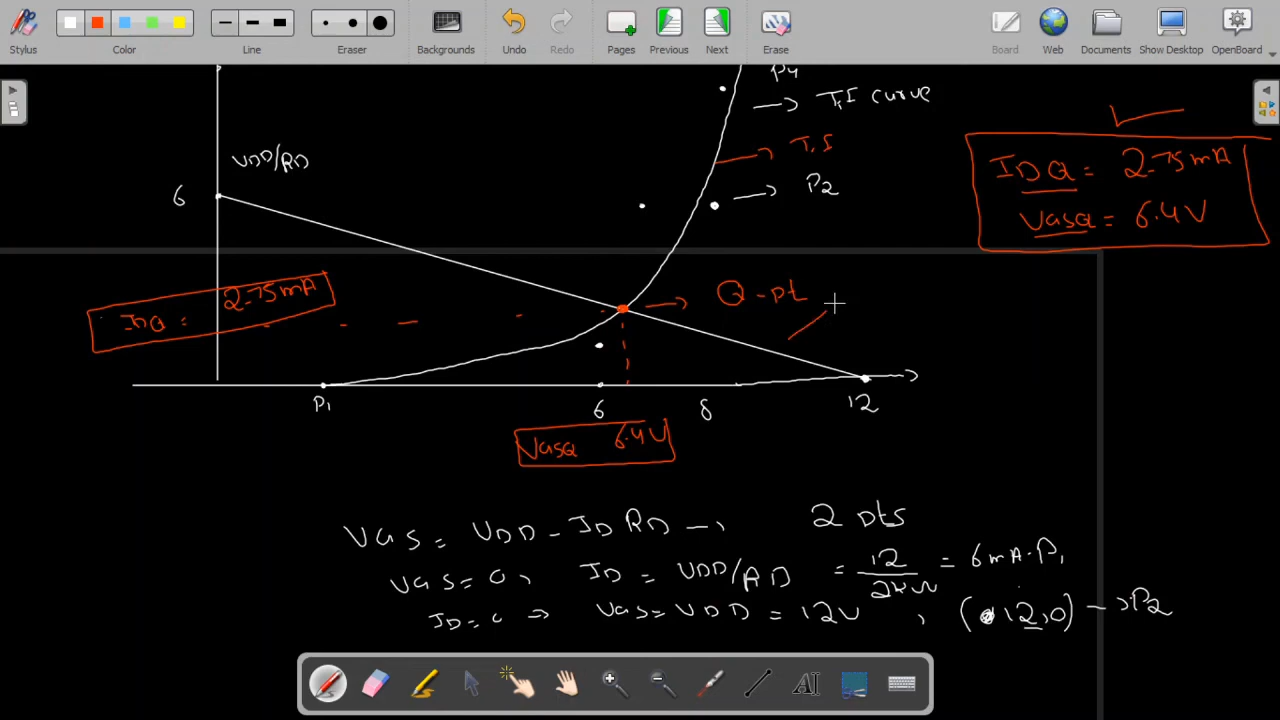 Stylus
Color
Line
Eraser
Backgrounds
Undo
Redo
Pages
Previous
Next
Erase
Board
Web
Documents
Show Desktop
OpenBoard
P4
T.I curve
VDD/RD
T.I
P2
6
IDQ = 2.75mA
VGSQ = 6.4V
IDQ = 2.75mA
Q-pt
P1
6
8
12
VGSQ 6.4V
VGS = VDD - IDRD → 2 pts
VGS = 0, ID = VDD/RD = 12/2kΩ = 6mA-P1
ID = 0 ⇒ VGS = VDD = 12V, (12,0) → P2
AI